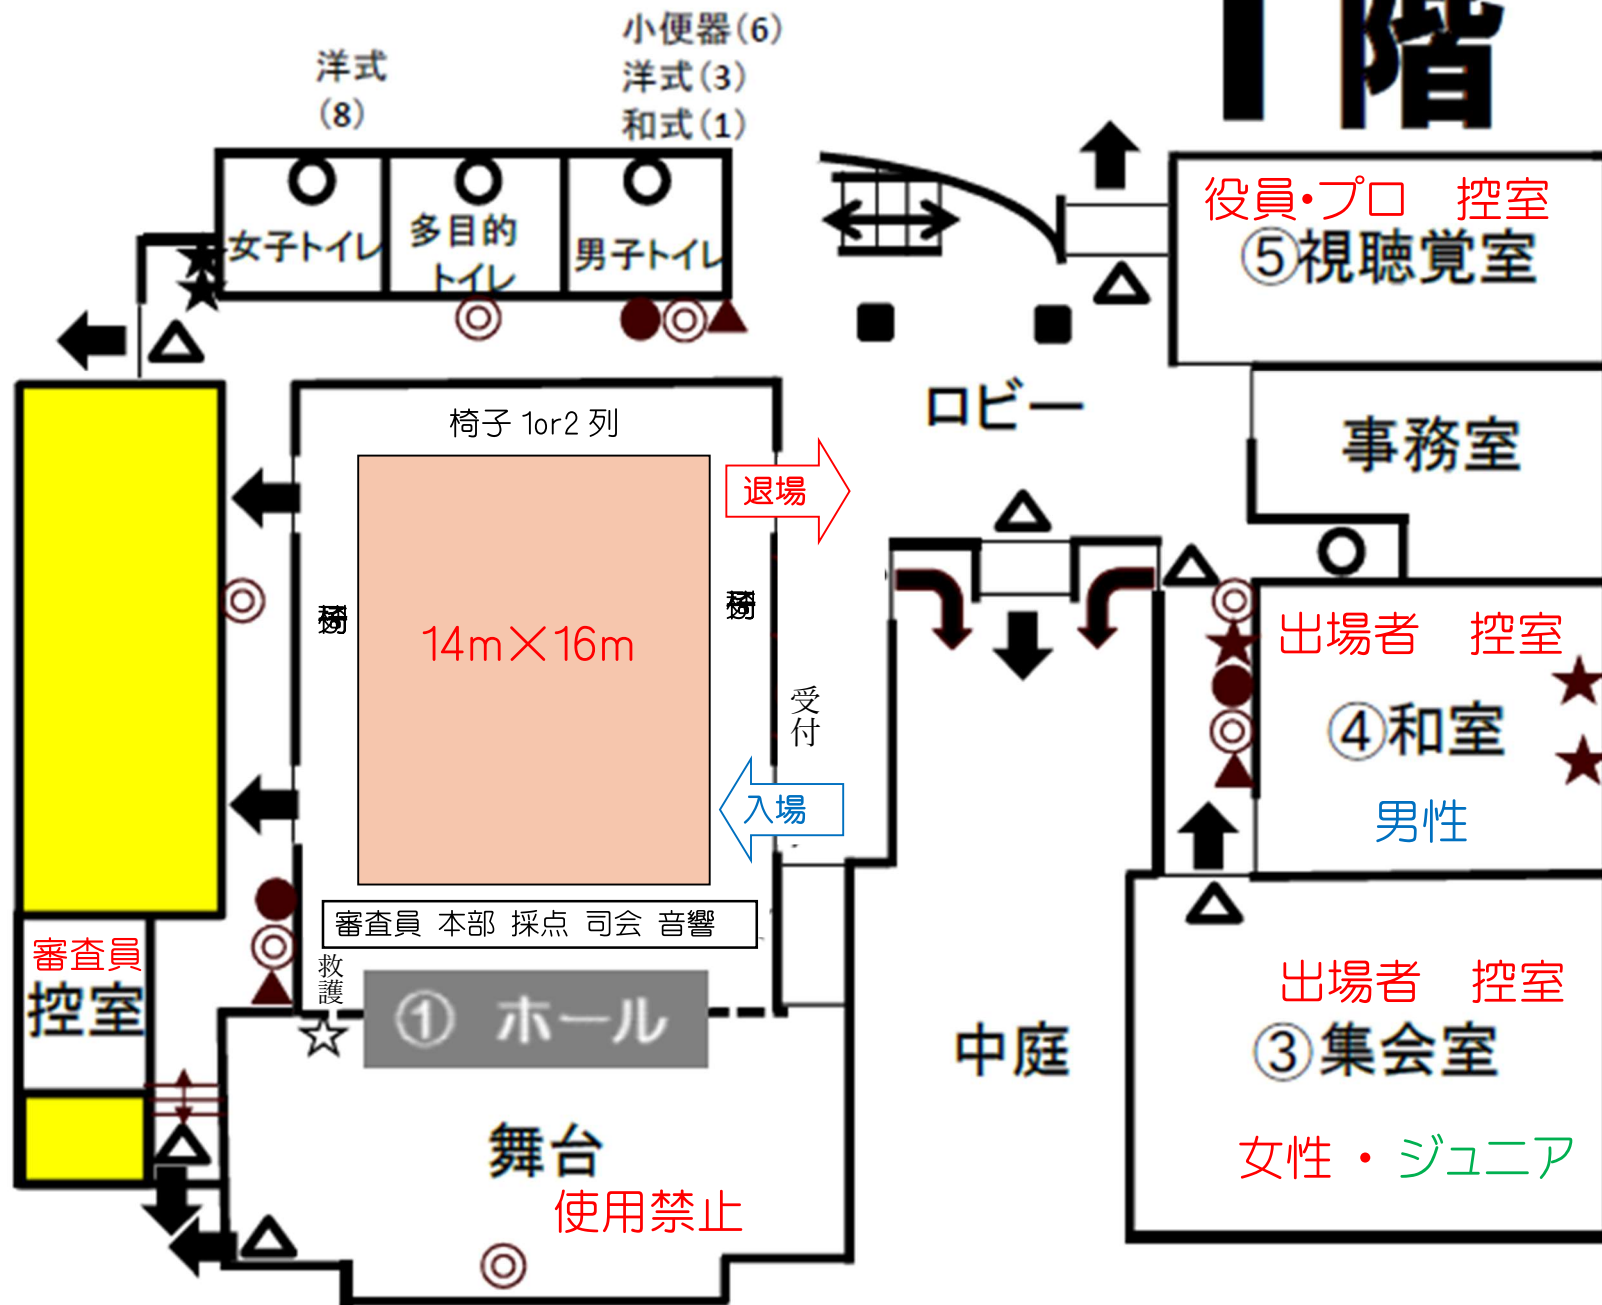 1階
小便器(6)
洋式(3)
和式(1)
洋式
(8)
女子トイレ
多目的
トイレ
男子トイレ
役員・プロ 控室
⑤視聴覚室
ロビー
事務室
椅子 1or2 列
退場
14m×16m
受付
入場
出場者 控室
④和室
男性
審査員 本部 採点 司会 音響
審査員
控室
救護
① ホール
中庭
出場者 控室
③集会室
女性・ジュニア
舞台
使用禁止